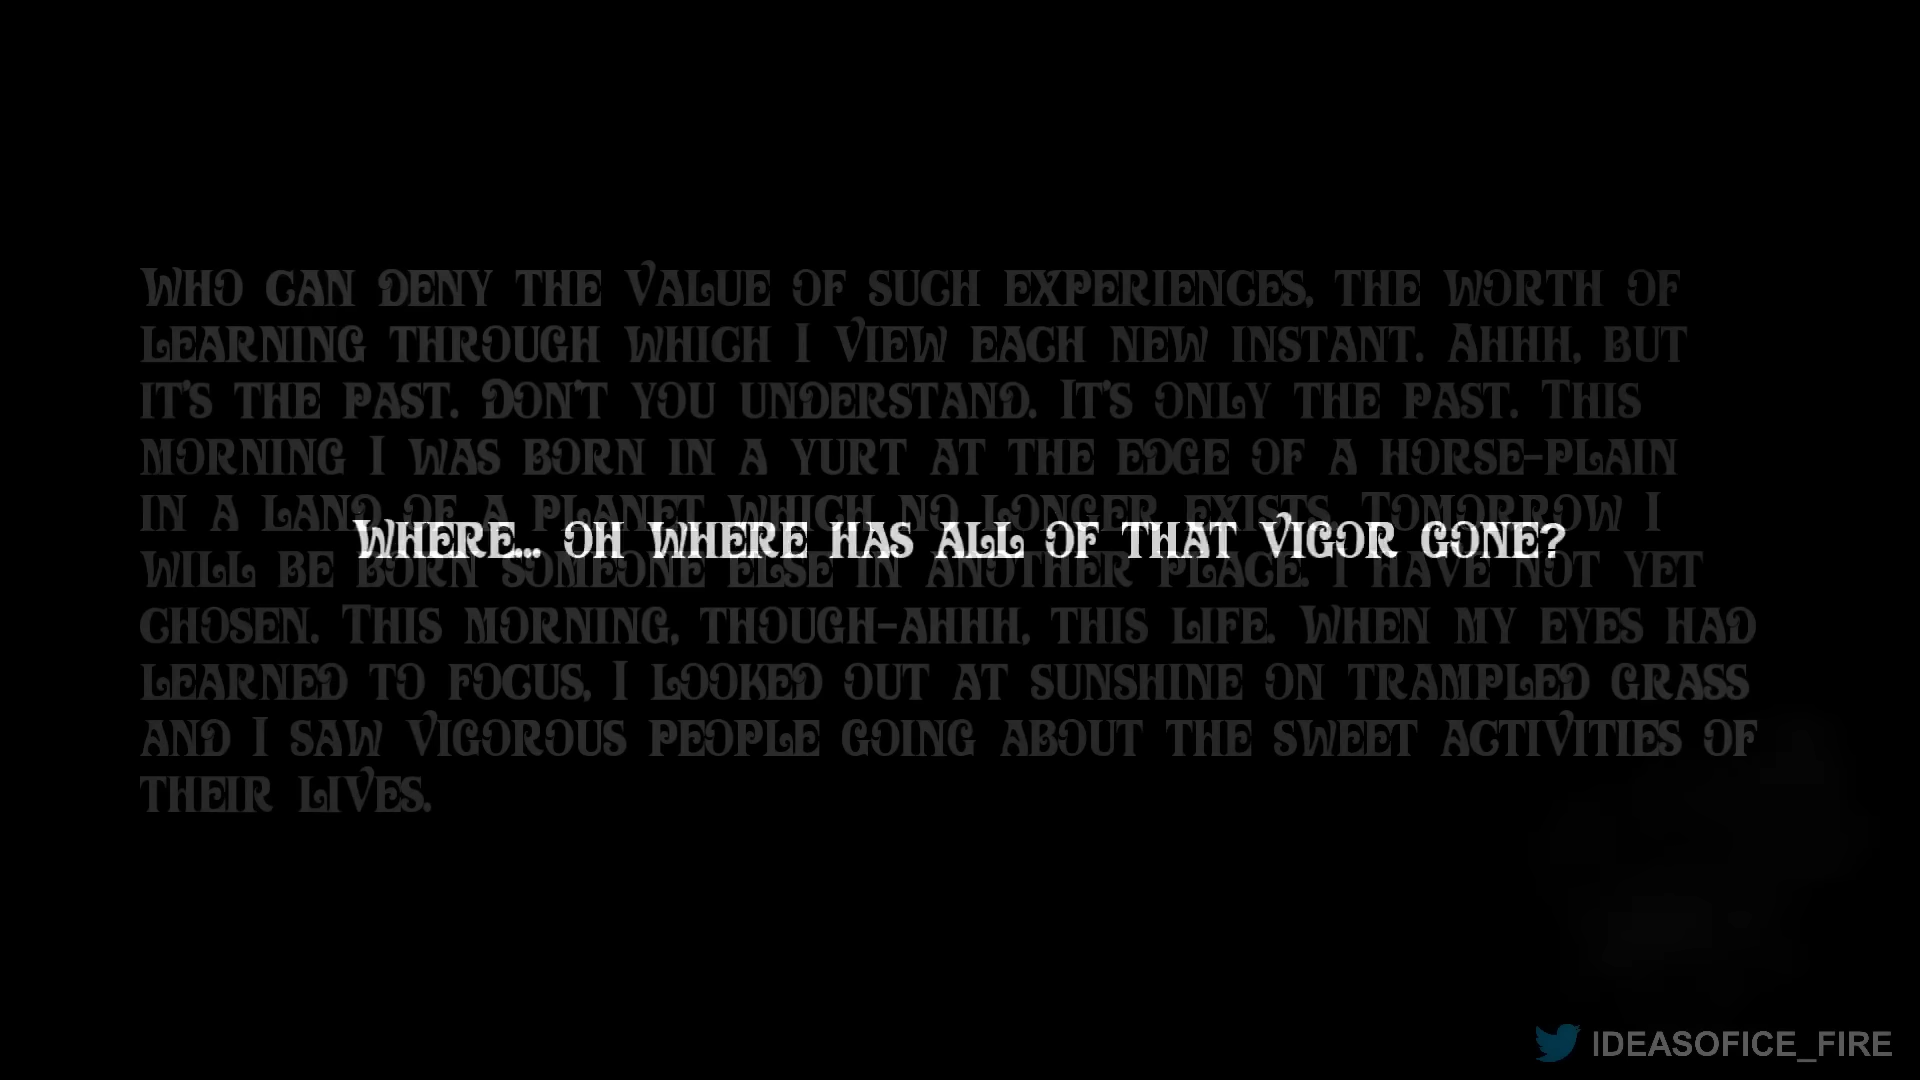 Who can deny the value of such experiences, the worth of
learning through which I view each new instant. Ahhh, but
it's the past. Don't you understand. It's only the past. This
morning I was born in a yurt at the edge of a horse-plain
in a land of a planet which no longer exists. Tomorrow I
Where... oh where has all of that vigor gone?
will be born someone else in another place. I have not yet
chosen. This morning, though-ahhh, this life. When my eyes had
learned to focus, I looked out at sunshine on trampled grass
and I saw vigorous people going about the sweet activities of
their lives.
IDEASOFICE_FIRE